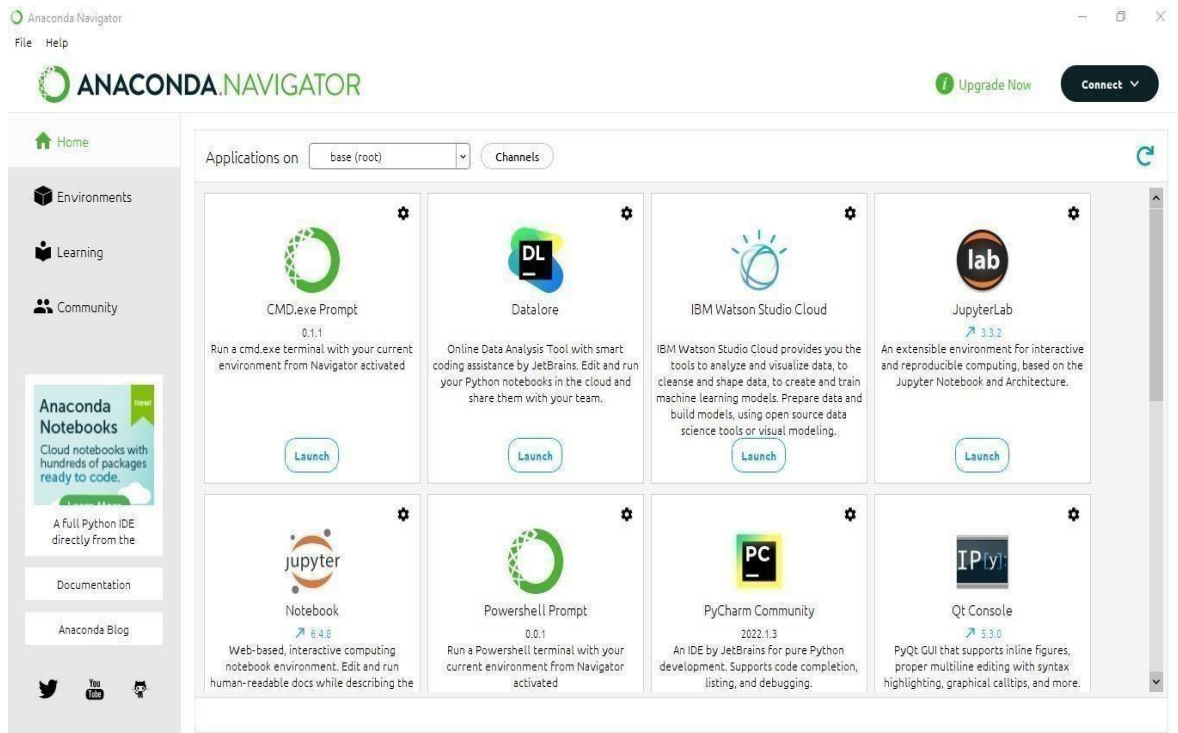 Anaconda Navigator
File Help
ANACONDA.NAVIGATOR
i Upgrade Now
Connect
Home
Environments
Learning
Community
Anaconda
Notebooks
New!
Cloud notebooks with
hundreds of packages
ready to code.
Learn More
A full Python IDE
directly from the
Documentation
Anaconda Blog
You
Tube
Applications on base (root) Channels
CMD.exe Prompt
0.1.1
Run a cmd.exe terminal with your current
environment from Navigator activated
Launch
DL
Datalore
Online Data Analysis Tool with smart
coding assistance by JetBrains. Edit and run
your Python notebooks in the cloud and
share them with your team.
Launch
IBM Watson Studio Cloud
IBM Watson Studio Cloud provides you the
tools to analyze and visualize data, to
cleanse and shape data, to create and train
machine learning models. Prepare data and
build models, using open source data
science tools or visual modeling.
Launch
lab
JupyterLab
3.3.2
An extensible environment for interactive
and reproducible computing, based on the
Jupyter Notebook and Architecture.
Launch
jupyter
Notebook
6.4.8
Web-based, interactive computing
notebook environment. Edit and run
human-readable docs while describing the
Powershell Prompt
0.0.1
Run a Powershell terminal with your
current environment from Navigator
activated
PC
PyCharm Community
2022.1.3
An IDE by JetBrains for pure Python
development. Supports code completion,
listing, and debugging.
IP[y]:
Qt Console
5.3.0
PyQt GUI that supports inline figures,
proper multiline editing with syntax
highlighting, graphical calltips, and more.